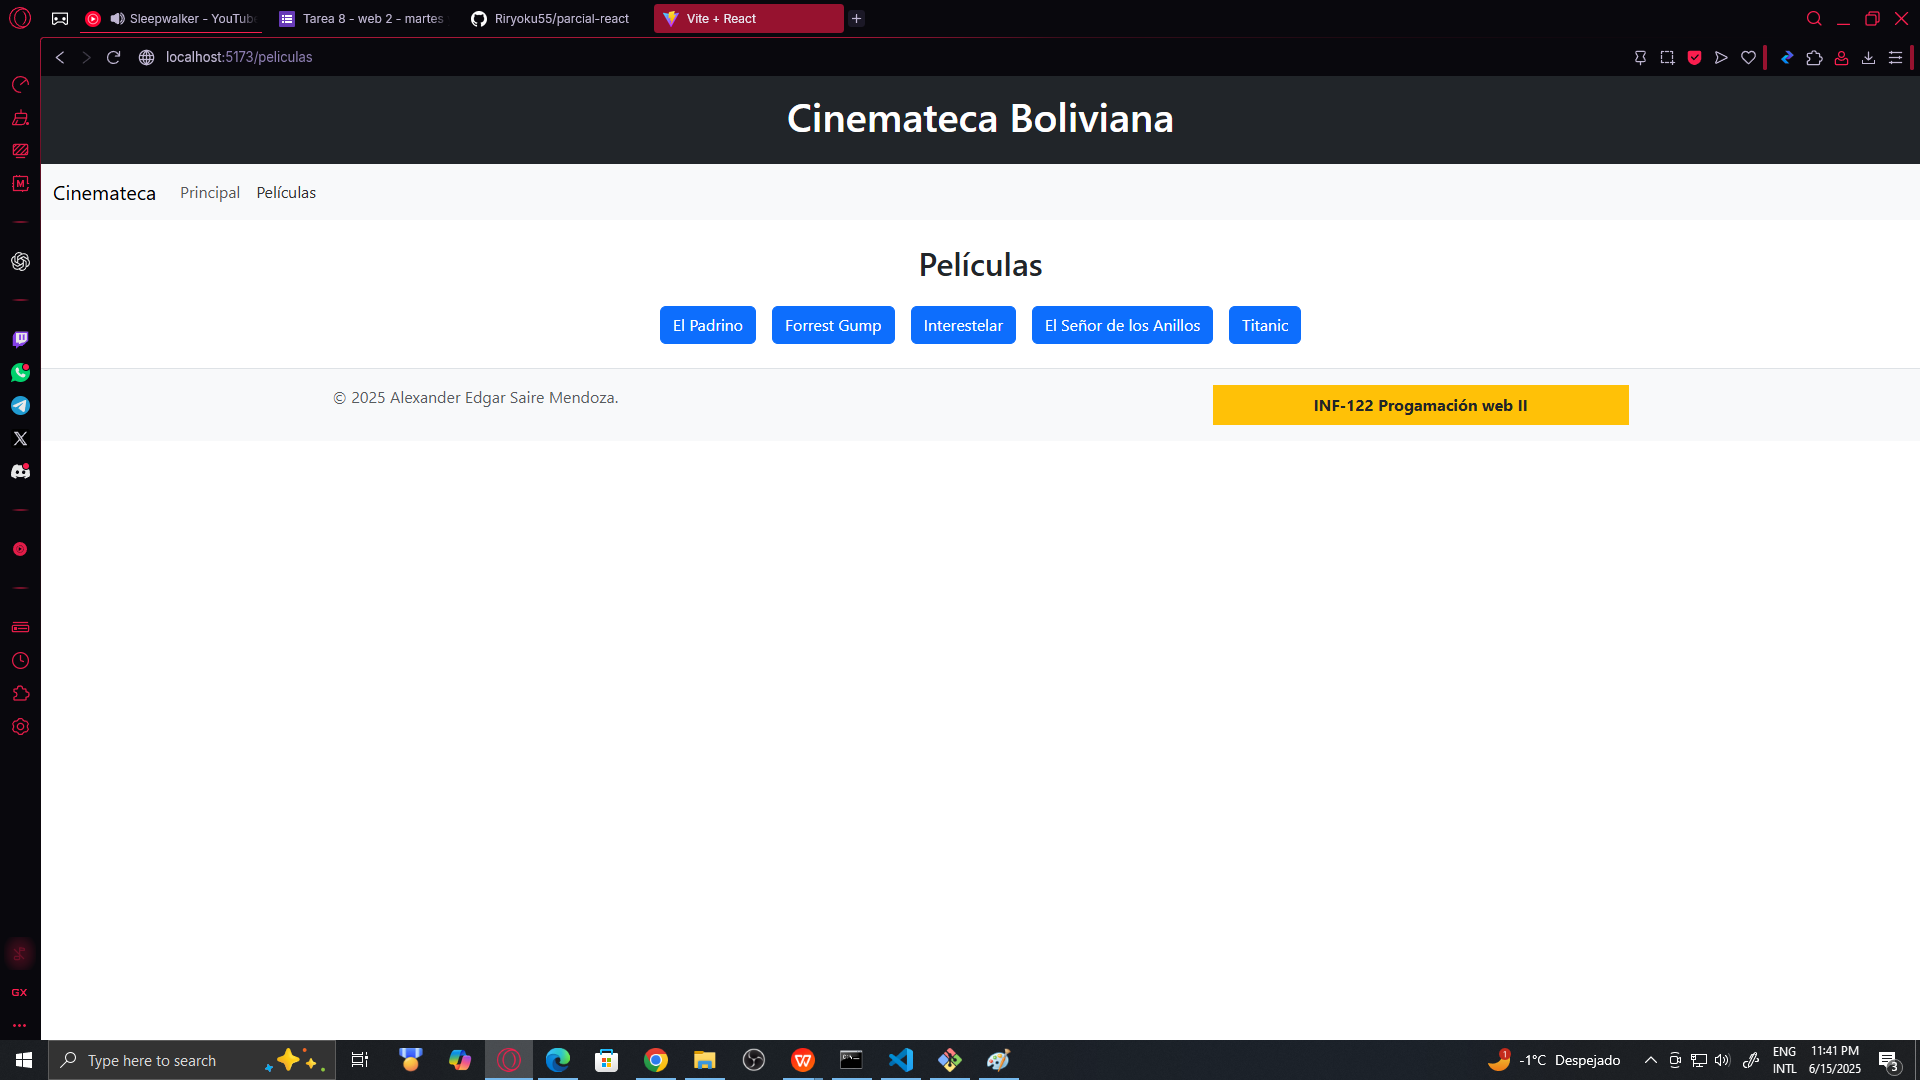 Sleepwalker - YouTub
Tarea 8 - web 2 - martes
Riryoku55/parcial-react
Vite + React
localhost:5173/peliculas
Cinemateca Boliviana
Cinemateca
Principal
Películas
Películas
El Padrino
Forrest Gump
Interestelar
El Señor de los Anillos
Titanic
© 2025 Alexander Edgar Saire Mendoza.
INF-122 Progamación web II
M
GX
Type here to search
1
-1°C Despejado
ENG
INTL
11:41 PM
6/15/2025
3